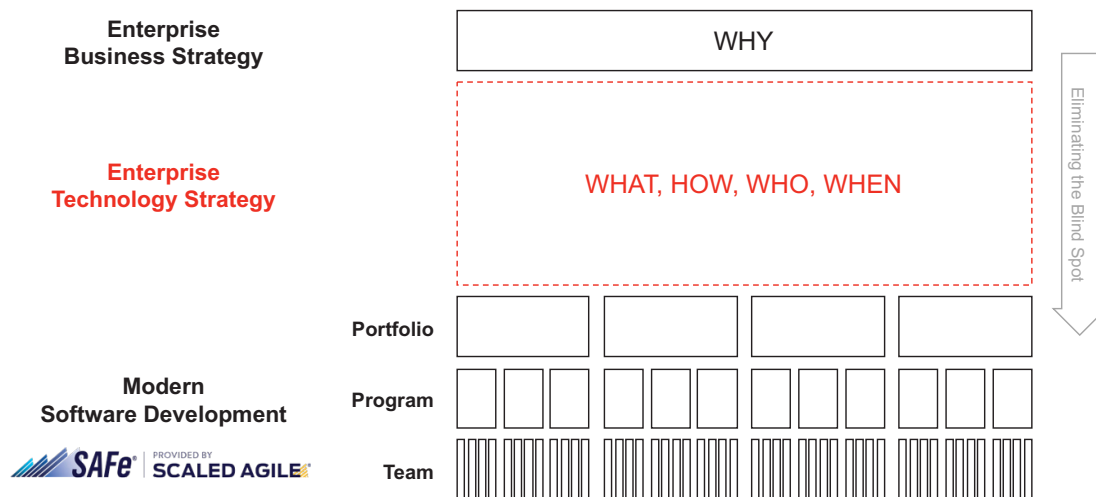 Enterprise
Business Strategy
WHY
Eliminating the Blind Spot
Enterprise
Technology Strategy
WHAT, HOW, WHO, WHEN
Portfolio
Modern
Software Development
Program
SAFe® PROVIDED BY
SCALED AGILE®
Team